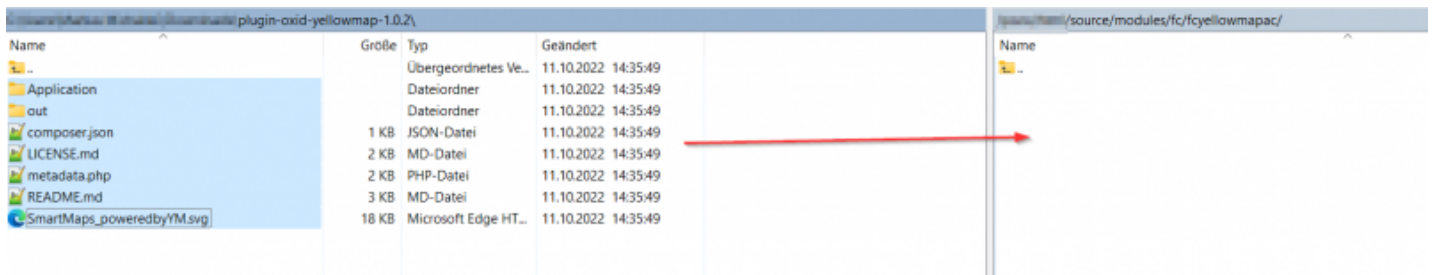 plugin-oxid-yellowmap-1.0.2\ /source/modules/fc/fcyellowmapac/
Name Größe Typ Geändert Name
.. Übergeordnetes Ve... 11.10.2022 14:35:49 ..
Application Dateiordner 11.10.2022 14:35:49
out Dateiordner 11.10.2022 14:35:49
composer.json 1 KB JSON-Datei 11.10.2022 14:35:49
LICENSE.md 2 KB MD-Datei 11.10.2022 14:35:49
metadata.php 2 KB PHP-Datei 11.10.2022 14:35:49
README.md 3 KB MD-Datei 11.10.2022 14:35:49
SmartMaps_poweredbyYM.svg 18 KB Microsoft Edge HT... 11.10.2022 14:35:49